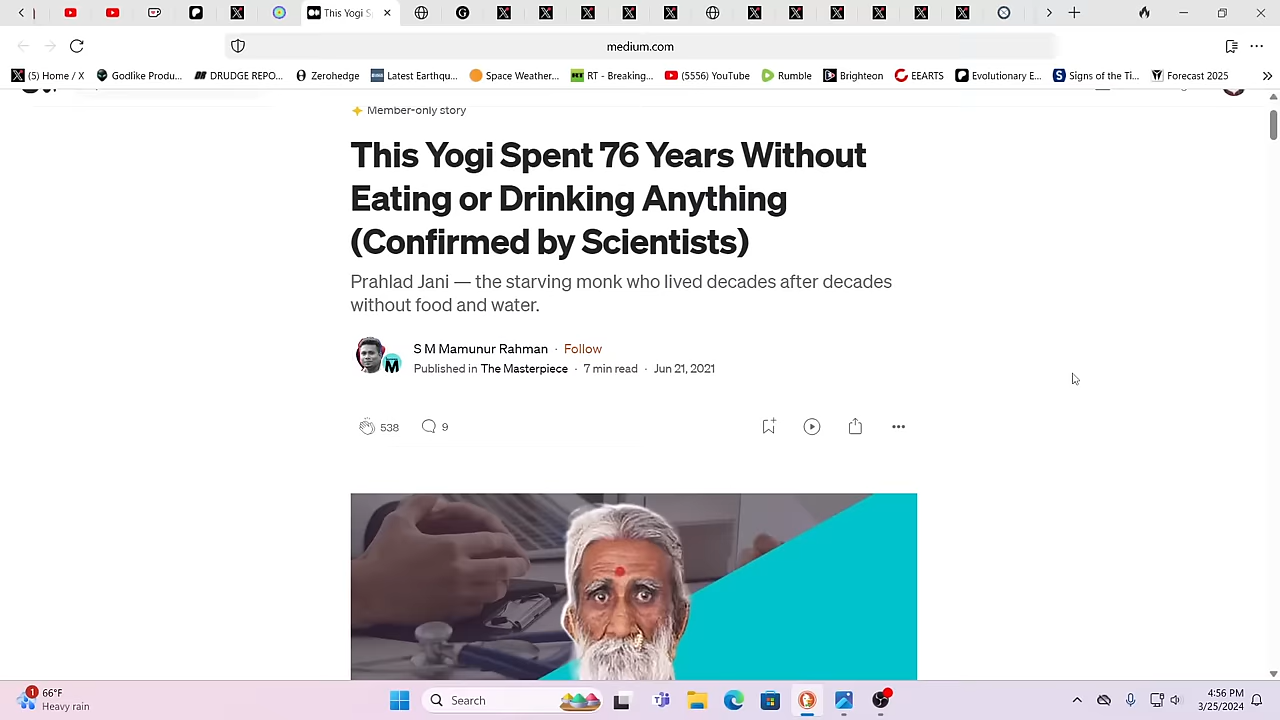 This Yogi S
medium.com
(5) Home / X
Godlike Produ...
DRUDGE REPO...
Zerohedge
Latest Earthqu...
Space Weather...
RT - Breaking...
(5556) YouTube
Rumble
Brighteon
EEARTS
Evolutionary E...
Signs of the Ti...
Forecast 2025
Member-only story
This Yogi Spent 76 Years Without
Eating or Drinking Anything
(Confirmed by Scientists)
Prahlad Jani — the starving monk who lived decades after decades
without food and water.
S M Mamunur Rahman · Follow
Published in The Masterpiece · 7 min read · Jun 21, 2021
538
9
1
66°F
Heavy rain
Search
4:56 PM
3/25/2024